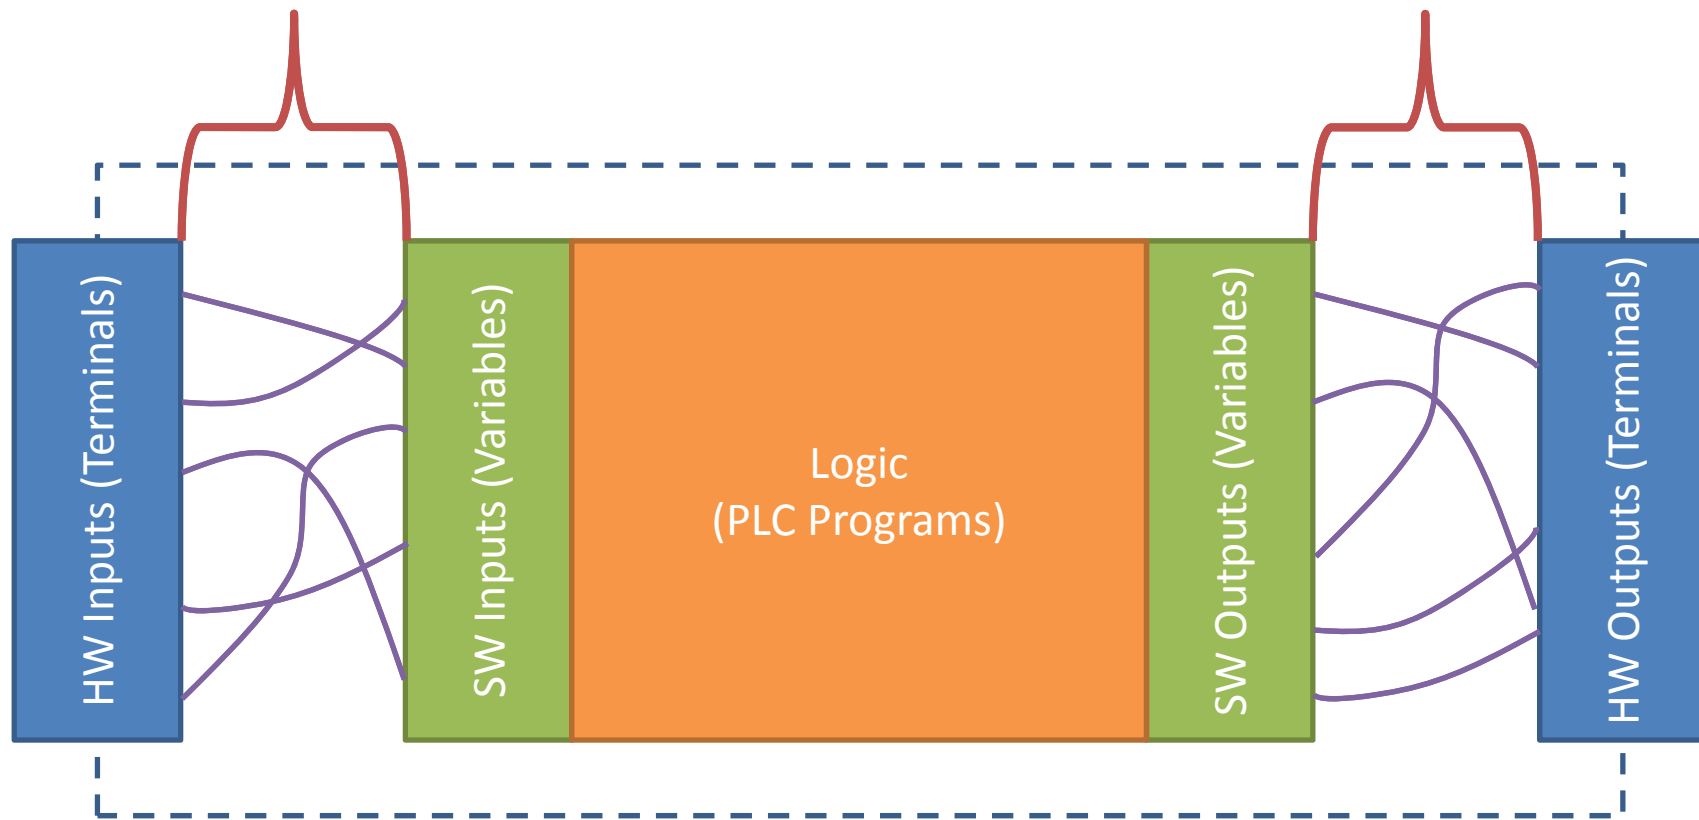 HW Inputs (Terminals)
SW Inputs (Variables)
Logic
(PLC Programs)
SW Outputs (Variables)
HW Outputs (Terminals)